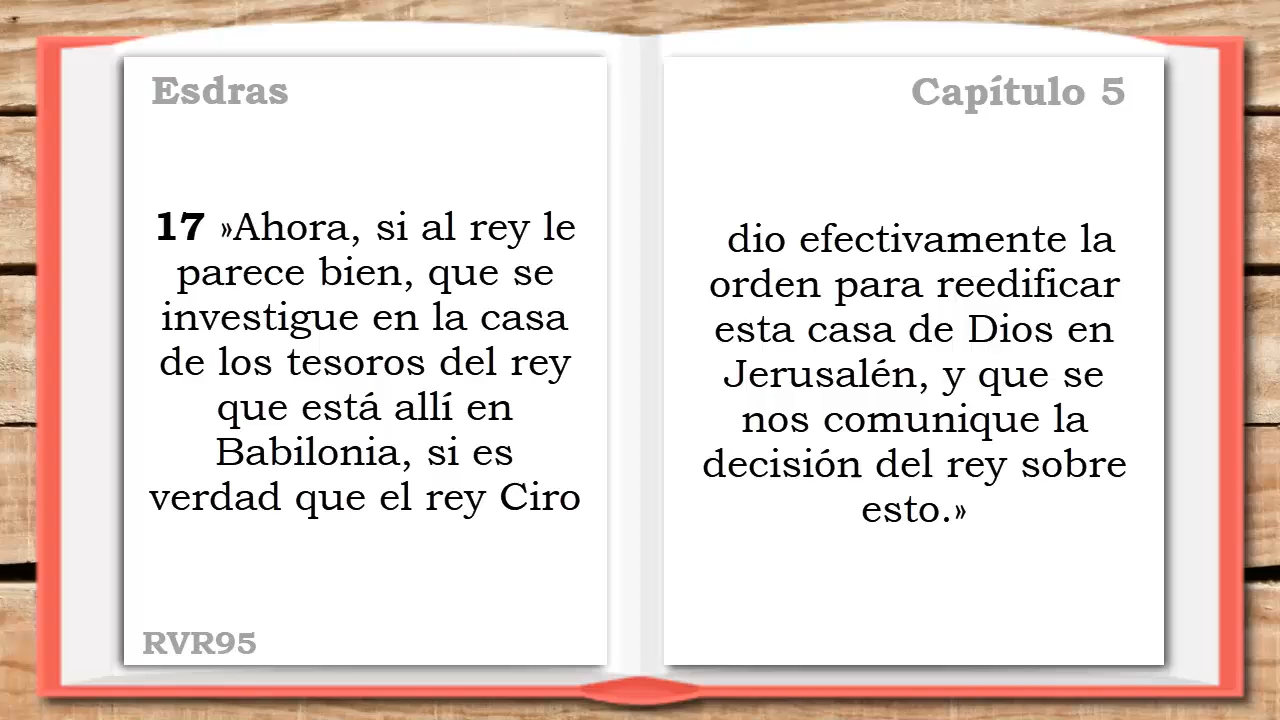 Esdras
17 »Ahora, si al rey le
parece bien, que se
investigue en la casa
de los tesoros del rey
que está allí en
Babilonia, si es
verdad que el rey Ciro
RVR95
Capítulo 5
dio efectivamente la
orden para reedificar
esta casa de Dios en
Jerusalén, y que se
nos comunique la
decisión del rey sobre
esto.»